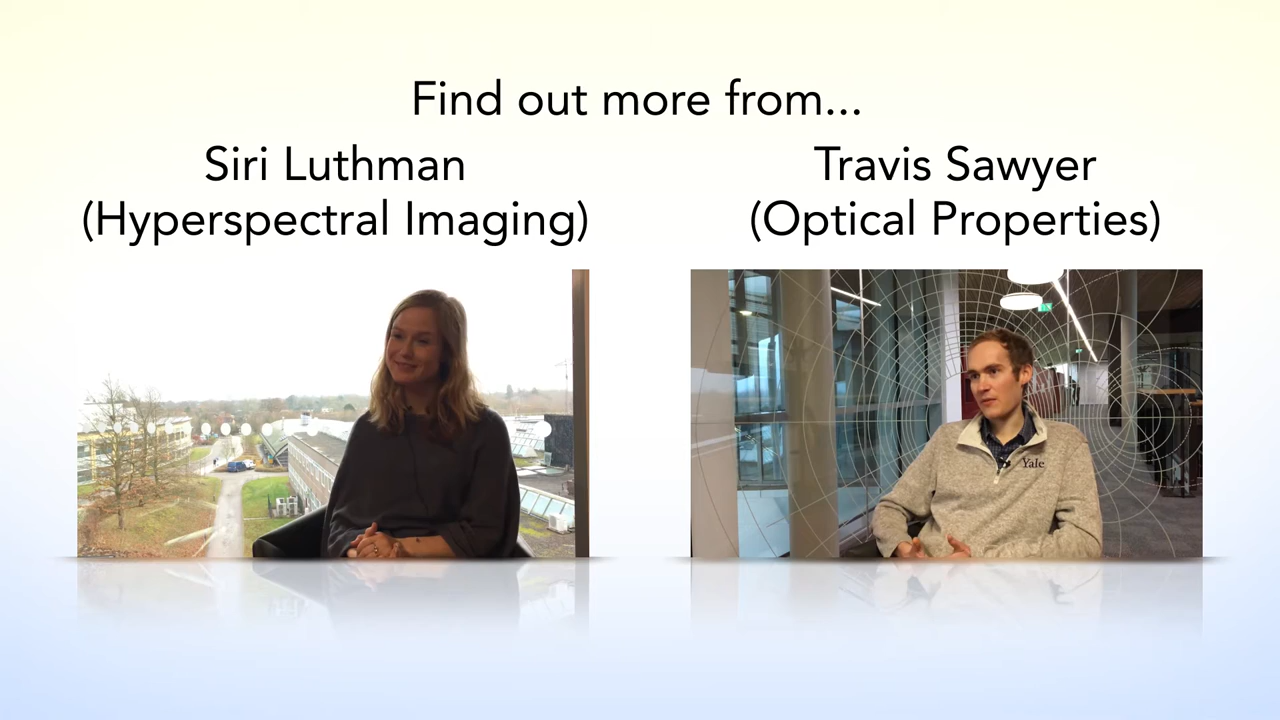 Find out more from...
Siri Luthman
(Hyperspectral Imaging)
Travis Sawyer
(Optical Properties)
Yale